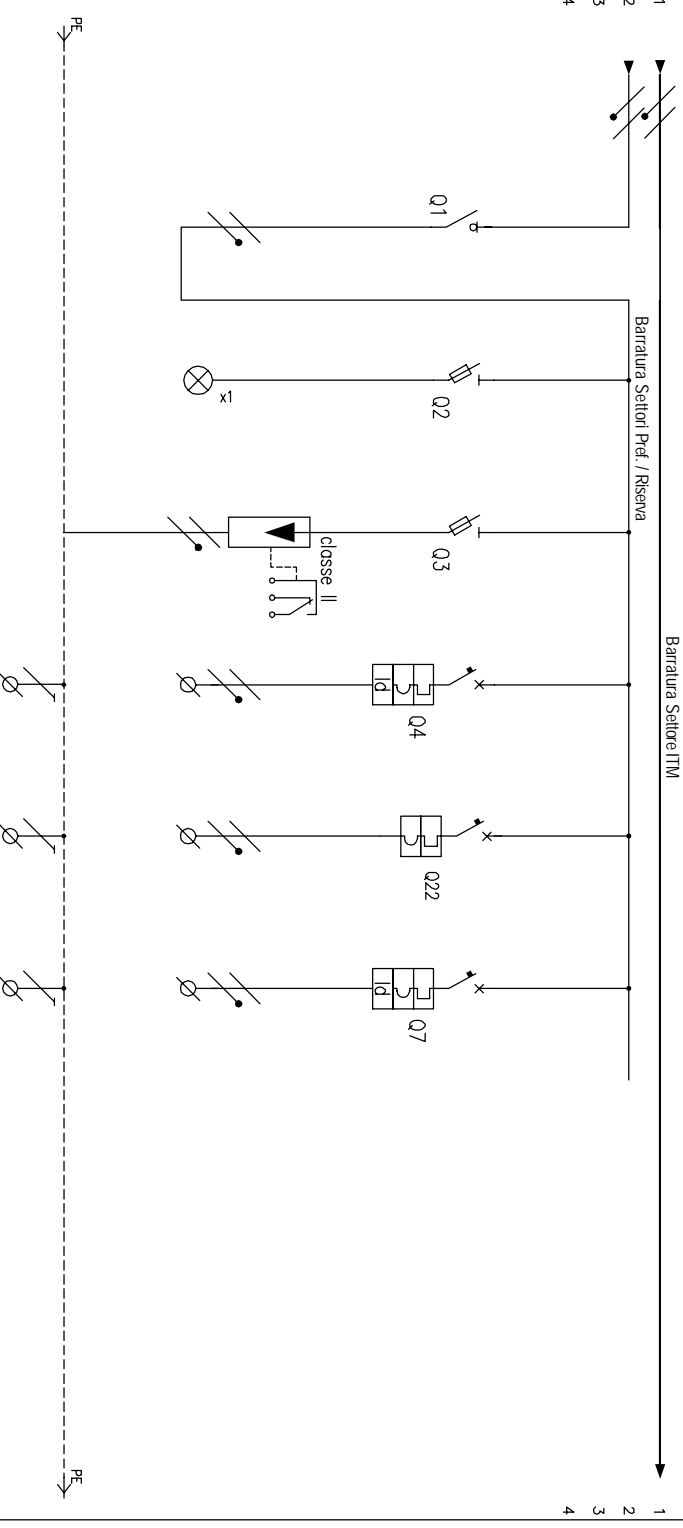 1
2
3
4
PE
Barratura Settore ITM
Barratura Settori Pref. / Riserva
Q1
Q2
x1
Q3
classe II
Q4
Id
Q22
Q7
Id
PE
1
2
3
4